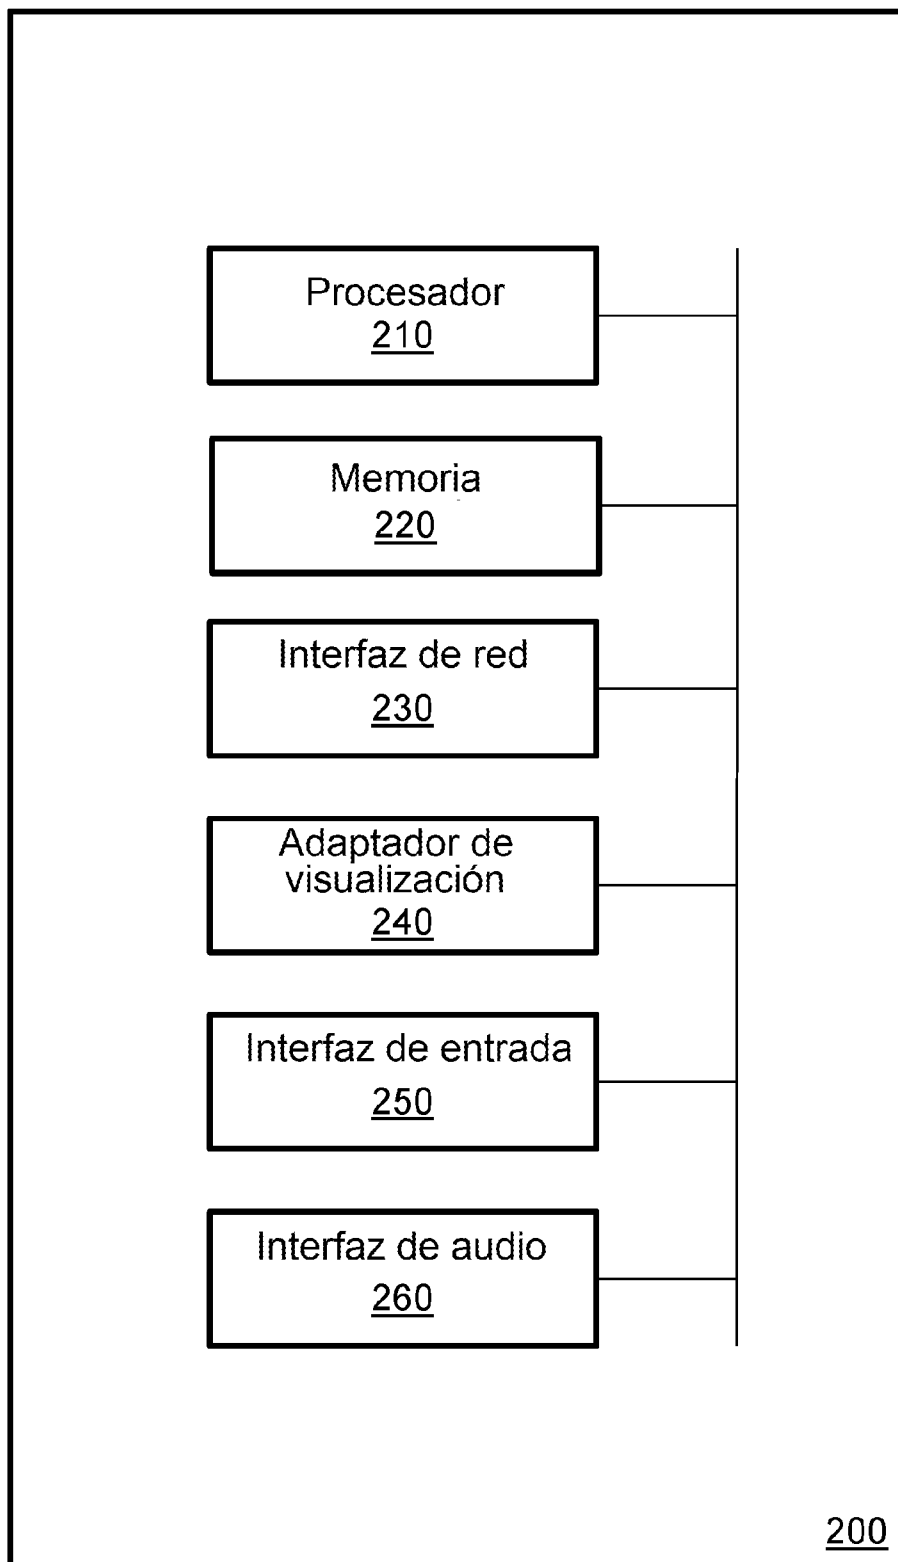 Procesador
210
Memoria
220
Interfaz de red
230
Adaptador de
visualización
240
Interfaz de entrada
250
Interfaz de audio
260
200